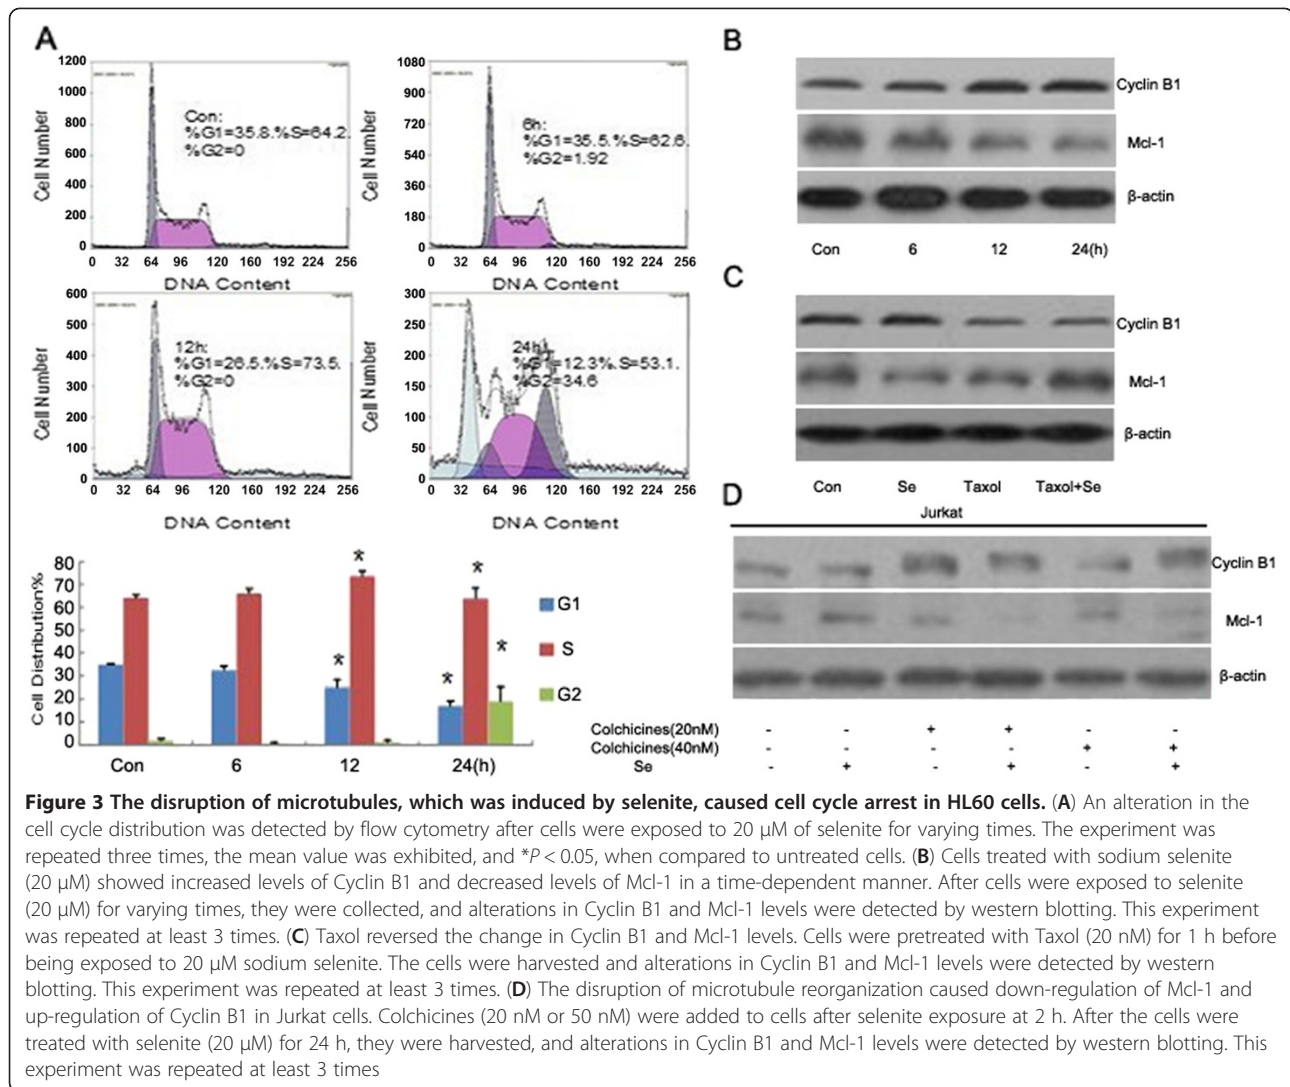 A
1200
1000
800
600
400
200
0
Cell Number
Con:
%G1=35.8.%S=64.2.
%G2=0
0 32 64 96 120 160 192 224 256
DNA Content
1080
900
720
540
360
180
0
Cell Number
6h:
%G1=35.5.%S=62.6.
%G2=1.92
0 32 64 96 120 160 192 224 256
DNA Content
600
500
400
300
200
100
0
Cell Number
12h:
%G1=26.5.%S=73.5.
%G2=0
0 32 64 96 120 160 192 224 256
DNA Content
300
250
200
150
100
50
0
Cell Number
24h:
%G1=12.3%.S=53.1.
%G2=34.6
0 32 64 96 120 160 192 224 256
DNA Content
80
70
60
50
40
30
20
10
0
Cell Distribution%
* * * * *
G1
S
G2
Con 6 12 24(h)
B
Cyclin B1
Mcl-1
β-actin
Con 6 12 24(h)
C
Cyclin B1
Mcl-1
β-actin
Con Se Taxol Taxol+Se
D
Jurkat
Cyclin B1
Mcl-1
β-actin
Colchicines(20nM) - - + + - -
Colchicines(40nM) - - - - + +
Se - + - + - +
Figure 3 The disruption of microtubules, which was induced by selenite, caused cell cycle arrest in HL60 cells. (A) An alteration in the
cell cycle distribution was detected by flow cytometry after cells were exposed to 20 μM of selenite for varying times. The experiment was
repeated three times, the mean value was exhibited, and *P < 0.05, when compared to untreated cells. (B) Cells treated with sodium selenite
(20 μM) showed increased levels of Cyclin B1 and decreased levels of Mcl-1 in a time-dependent manner. After cells were exposed to selenite
(20 μM) for varying times, they were collected, and alterations in Cyclin B1 and Mcl-1 levels were detected by western blotting. This experiment
was repeated at least 3 times. (C) Taxol reversed the change in Cyclin B1 and Mcl-1 levels. Cells were pretreated with Taxol (20 nM) for 1 h before
being exposed to 20 μM sodium selenite. The cells were harvested and alterations in Cyclin B1 and Mcl-1 levels were detected by western
blotting. This experiment was repeated at least 3 times. (D) The disruption of microtubule reorganization caused down-regulation of Mcl-1 and
up-regulation of Cyclin B1 in Jurkat cells. Colchicines (20 nM or 50 nM) were added to cells after selenite exposure at 2 h. After the cells were
treated with selenite (20 μM) for 24 h, they were harvested, and alterations in Cyclin B1 and Mcl-1 levels were detected by western blotting. This
experiment was repeated at least 3 times